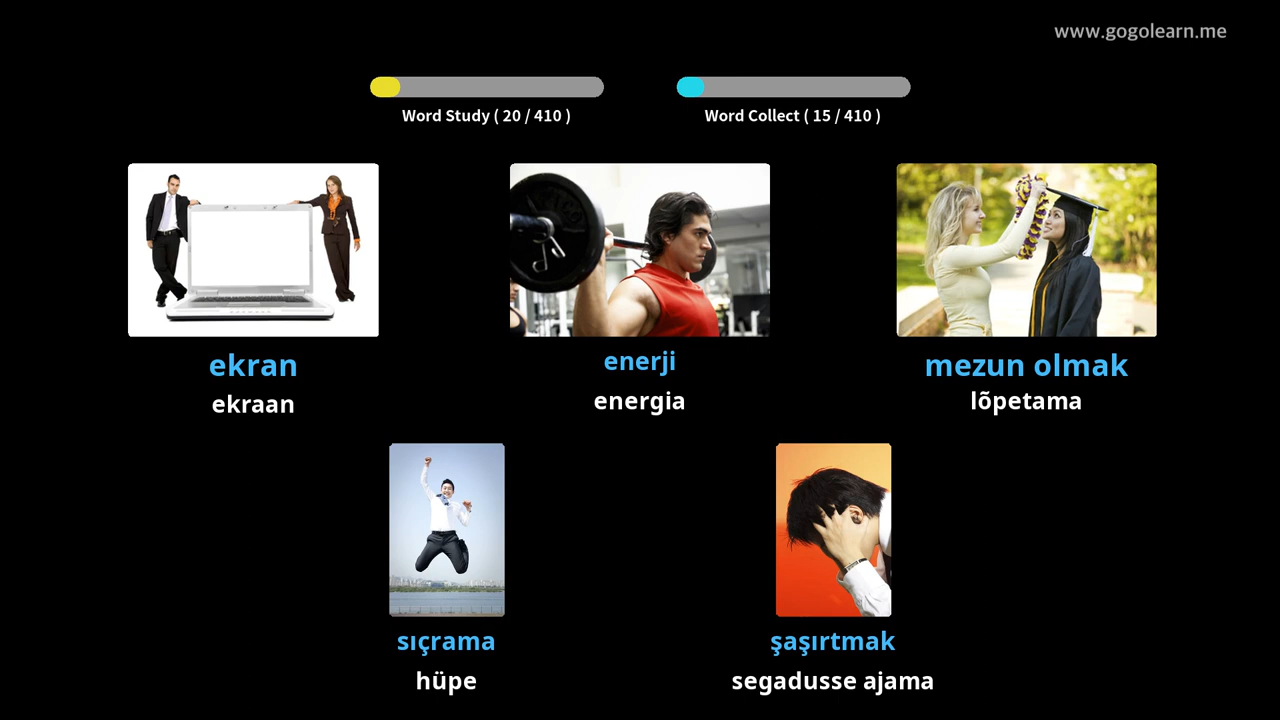 www.gogolearn.me
Word Study ( 20 / 410 )
Word Collect ( 15 / 410 )
ekran
ekraan
enerji
energia
mezun olmak
lõpetama
sıçrama
hüpe
şaşırtmak
segadusse ajama